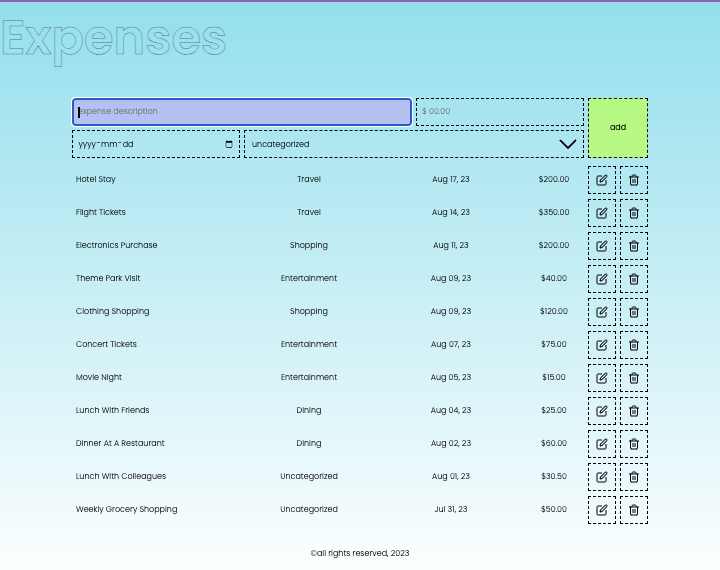 Expenses
expense description $ 00.00
add
yyyy-mm-dd uncategorized
Hotel Stay Travel Aug 17, 23 $200.00
Flight Tickets Travel Aug 14, 23 $350.00
Electronics Purchase Shopping Aug 11, 23 $200.00
Theme Park Visit Entertainment Aug 09, 23 $40.00
Clothing Shopping Shopping Aug 09, 23 $120.00
Concert Tickets Entertainment Aug 07, 23 $75.00
Movie Night Entertainment Aug 05, 23 $15.00
Lunch With Friends Dining Aug 04, 23 $25.00
Dinner At A Restaurant Dining Aug 02, 23 $60.00
Lunch With Colleagues Uncategorized Aug 01, 23 $30.50
Weekly Grocery Shopping Uncategorized Jul 31, 23 $50.00
©all rights reserved, 2023